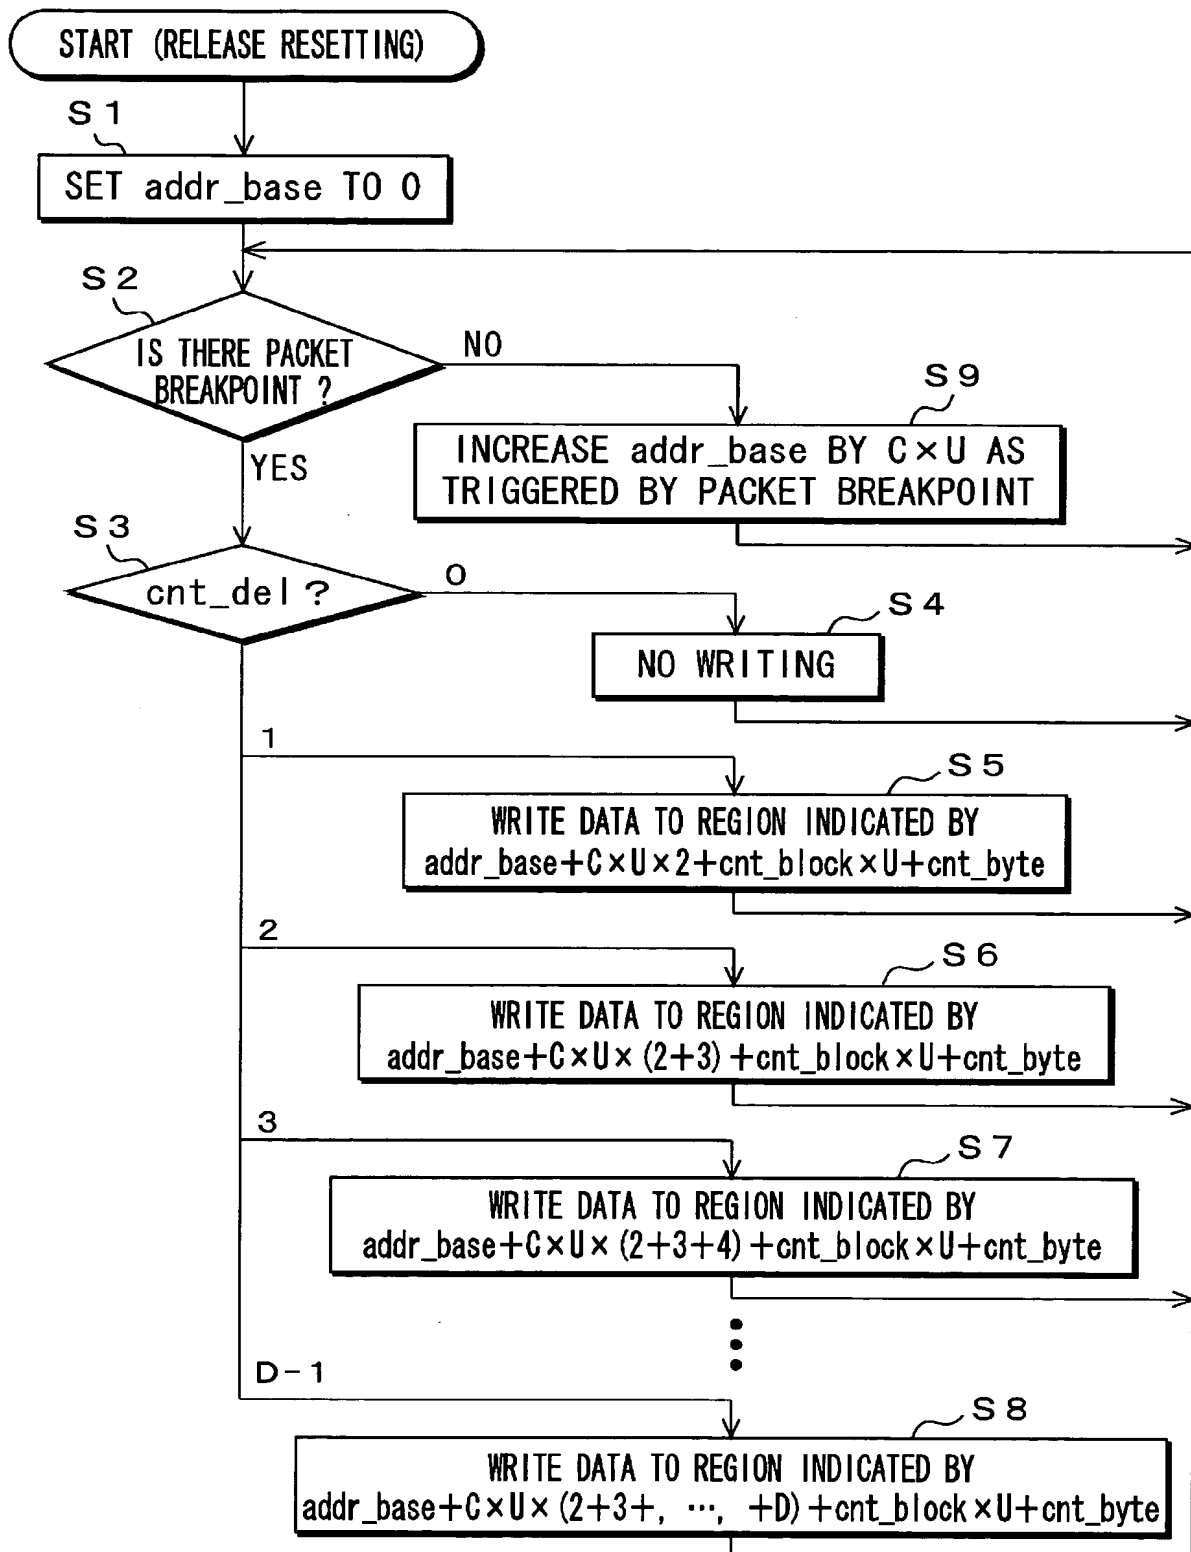 START (RELEASE RESETTING)
S1
SET addr_base TO 0
S2
IS THERE PACKET
BREAKPOINT ?
NO
YES
S9
INCREASE addr_base BY C×U AS
TRIGGERED BY PACKET BREAKPOINT
S3
cnt_del?
0
S4
NO WRITING
1
S5
WRITE DATA TO REGION INDICATED BY
addr_base+C×U×2+cnt_block×U+cnt_byte
2
S6
WRITE DATA TO REGION INDICATED BY
addr_base+C×U×(2+3)+cnt_block×U+cnt_byte
3
S7
WRITE DATA TO REGION INDICATED BY
addr_base+C×U×(2+3+4)+cnt_block×U+cnt_byte
D-1
S8
WRITE DATA TO REGION INDICATED BY
addr_base+C×U×(2+3+, ⋯, +D)+cnt_block×U+cnt_byte